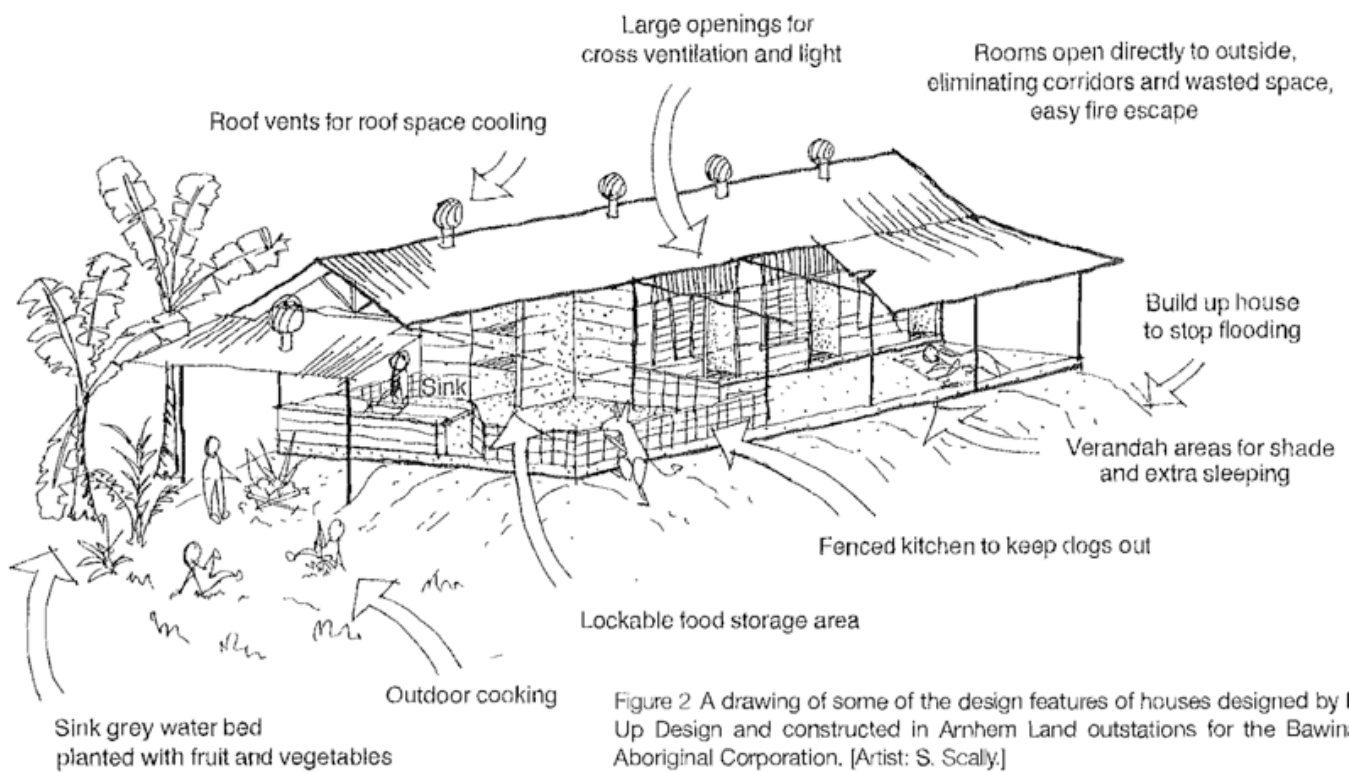 Large openings for
cross ventilation and light
Rooms open directly to outside,
eliminating corridors and wasted space,
easy fire escape
Roof vents for roof space cooling
Build up house
to stop flooding
Sink
Verandah areas for shade
and extra sleeping
Fenced kitchen to keep dogs out
Lockable food storage area
Outdoor cooking
Sink grey water bed
planted with fruit and vegetables
Figure 2 A drawing of some of the design features of houses designed by
Up Design and constructed in Arnhem Land outstations for the
Aboriginal Corporation. [Artist: S. Scally.]